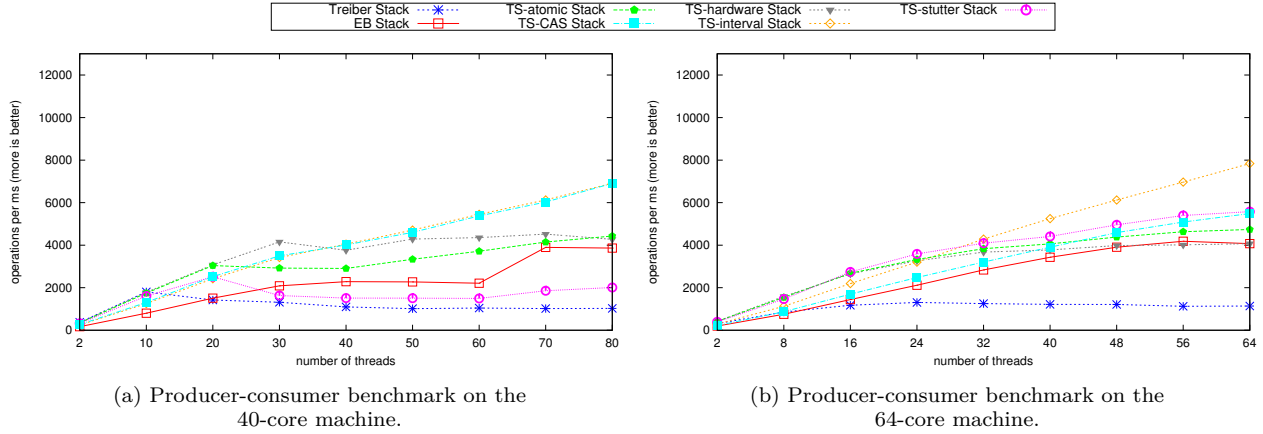 Treiber Stack TS-atomic Stack TS-hardware Stack TS-stutter Stack
EB Stack TS-CAS Stack TS-interval Stack
operations per ms (more is better)
12000
10000
8000
6000
4000
2000
0
2 10 20 30 40 50 60 70 80
number of threads
(a) Producer-consumer benchmark on the
40-core machine.
operations per ms (more is better)
12000
10000
8000
6000
4000
2000
0
2 8 16 24 32 40 48 56 64
number of threads
(b) Producer-consumer benchmark on the
64-core machine.